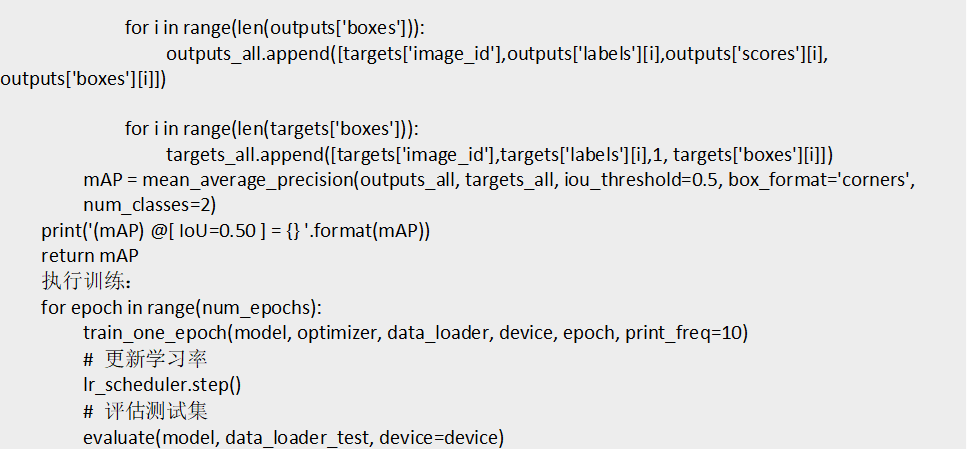 for i in range(len(outputs['boxes'])):
outputs_all.append([targets['image_id'],outputs['labels'][i],outputs['scores'][i],
outputs['boxes'][i]])
for i in range(len(targets['boxes'])):
targets_all.append([targets['image_id'],targets['labels'][i],1, targets['boxes'][i]])
mAP = mean_average_precision(outputs_all, targets_all, iou_threshold=0.5, box_format='corners',
num_classes=2)
print('(mAP) @[ IoU=0.50 ] = {} '.format(mAP))
return mAP
执行训练：
for epoch in range(num_epochs):
train_one_epoch(model, optimizer, data_loader, device, epoch, print_freq=10)
# 更新学习率
lr_scheduler.step()
# 评估测试集
evaluate(model, data_loader_test, device=device)